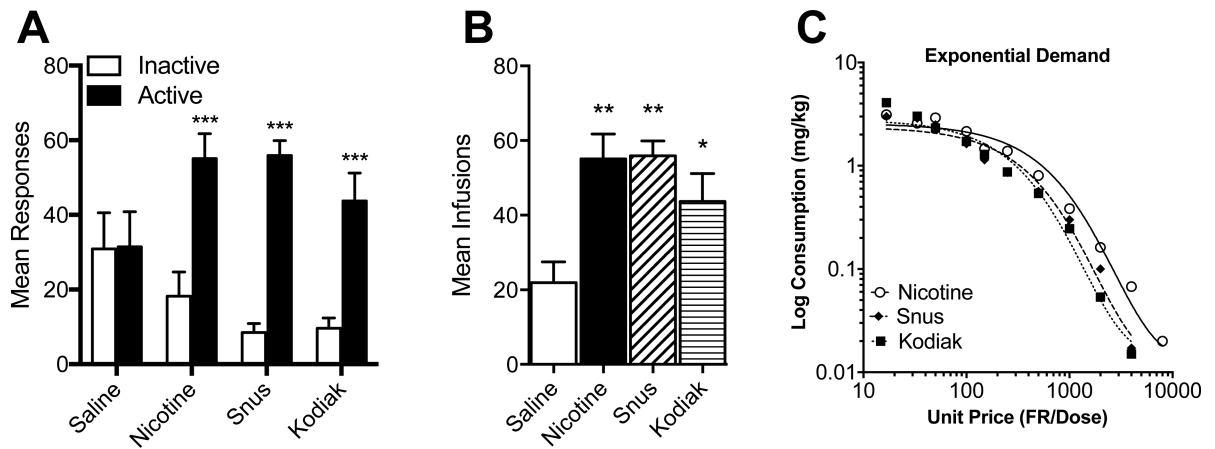 A
Mean Responses
80
60
40
20
0
Inactive
Active
***
***
***
Saline
Nicotine
Snus
Kodiak
B
Mean Infusions
80
60
40
20
0
**
**
*
Saline
Nicotine
Snus
Kodiak
C
Exponential Demand
Log Consumption (mg/kg)
10
1
0.1
0.01
Nicotine
Snus
Kodiak
10
100
1000
10000
Unit Price (FR/Dose)